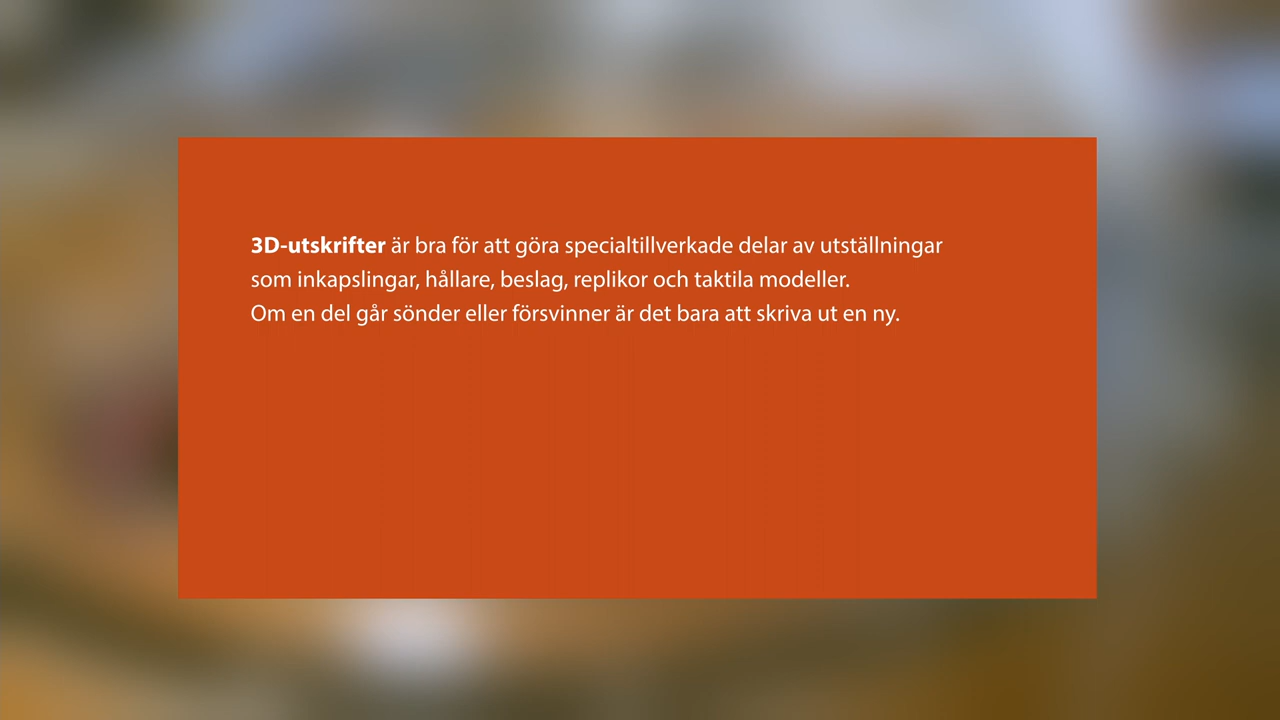 3D-utskrifter är bra för att göra specialtillverkade delar av utställningar
som inkapslingar, hållare, beslag, replikor och taktila modeller.
Om en del går sönder eller försvinner är det bara att skriva ut en ny.